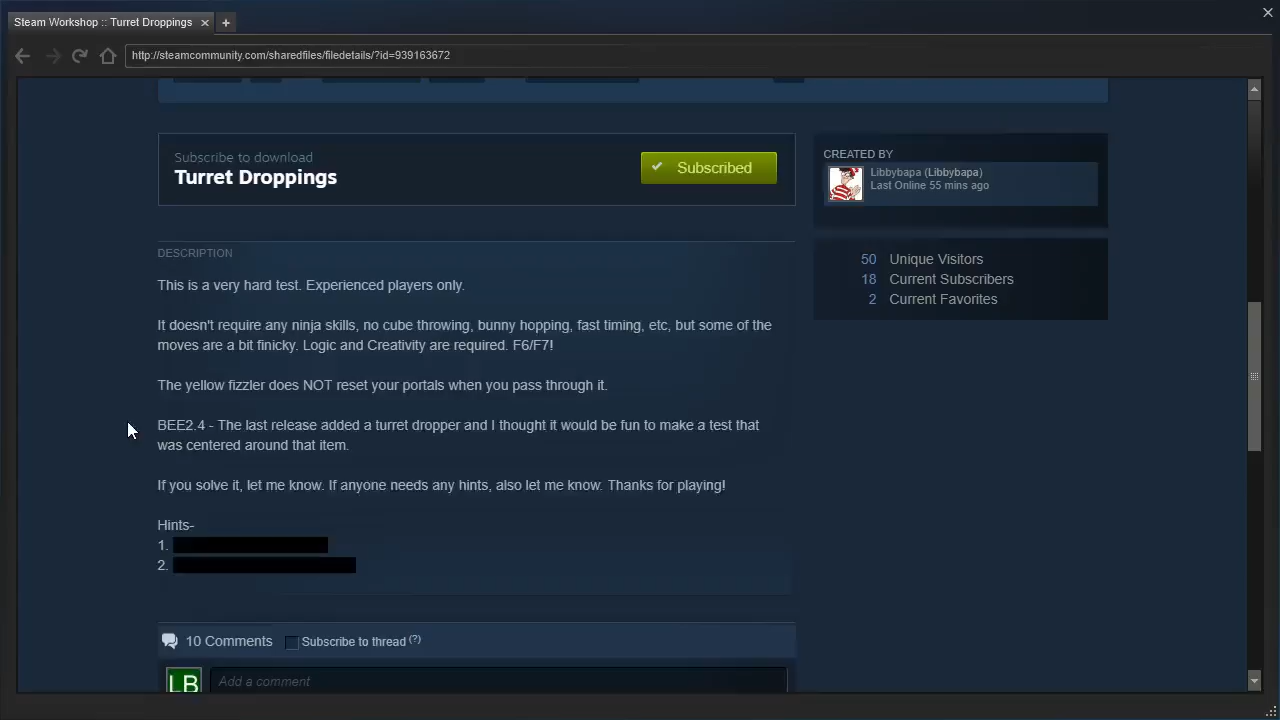 Steam Workshop :: Turret Droppings
http://steamcommunity.com/sharedfiles/filedetails/?id=939163672
Subscribe to download
Turret Droppings
Subscribed
CREATED BY
Libbybapa (Libbybapa)
Last Online 55 mins ago
50 Unique Visitors
18 Current Subscribers
2 Current Favorites
DESCRIPTION
This is a very hard test. Experienced players only.
It doesn't require any ninja skills, no cube throwing, bunny hopping, fast timing, etc, but some of the
moves are a bit finicky. Logic and Creativity are required. F6/F7!
The yellow fizzler does NOT reset your portals when you pass through it.
BEE2.4 - The last release added a turret dropper and I thought it would be fun to make a test that
was centered around that item.
If you solve it, let me know. If anyone needs any hints, also let me know. Thanks for playing!
Hints-
1.
2.
10 Comments Subscribe to thread (?)
LB Add a comment